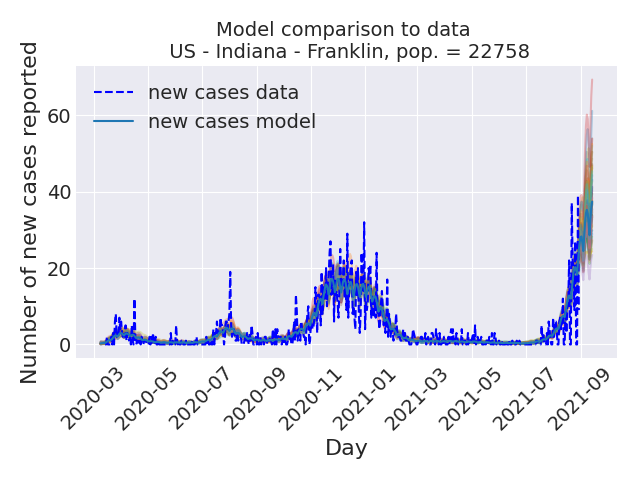 Model comparison to data
US - Indiana - Franklin, pop. = 22758
Number of new cases reported
60
40
20
0
new cases data
new cases model
2020-03
2020-05
2020-07
2020-09
2020-11
2021-01
2021-03
2021-05
2021-07
2021-09
Day